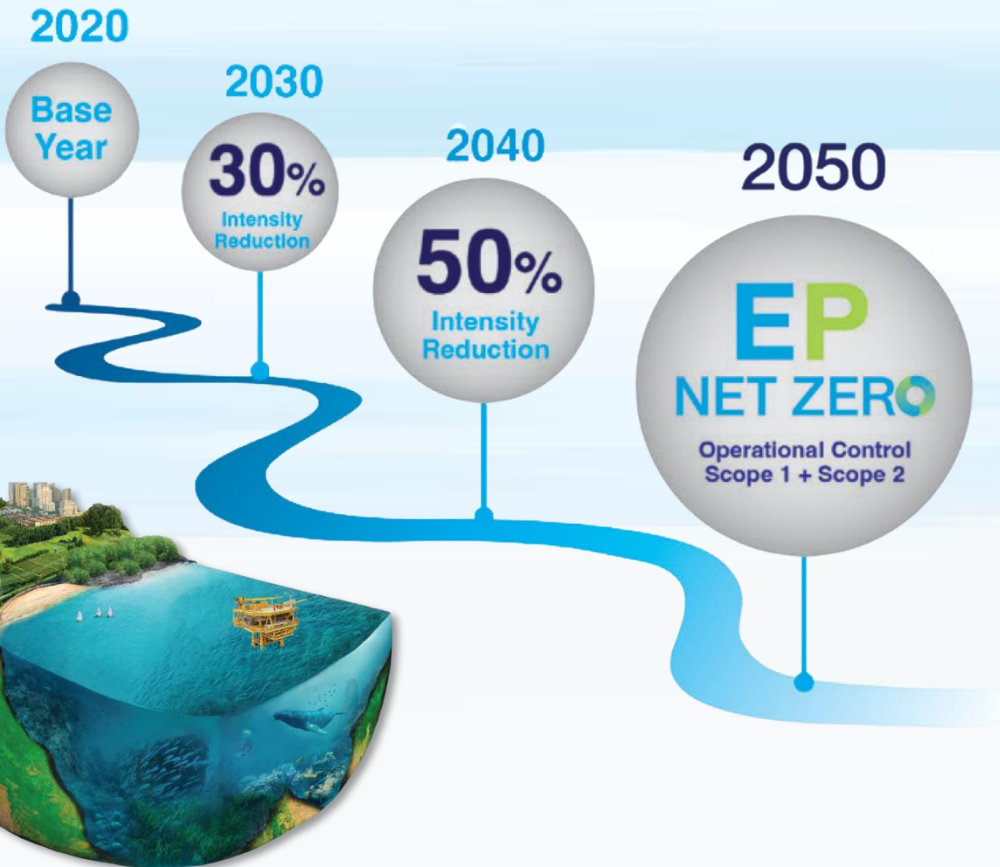 2020
Base
Year
2030
30%
Intensity
Reduction
2040
50%
Intensity
Reduction
2050
EP
NET ZERO
Operational Control
Scope 1 + Scope 2